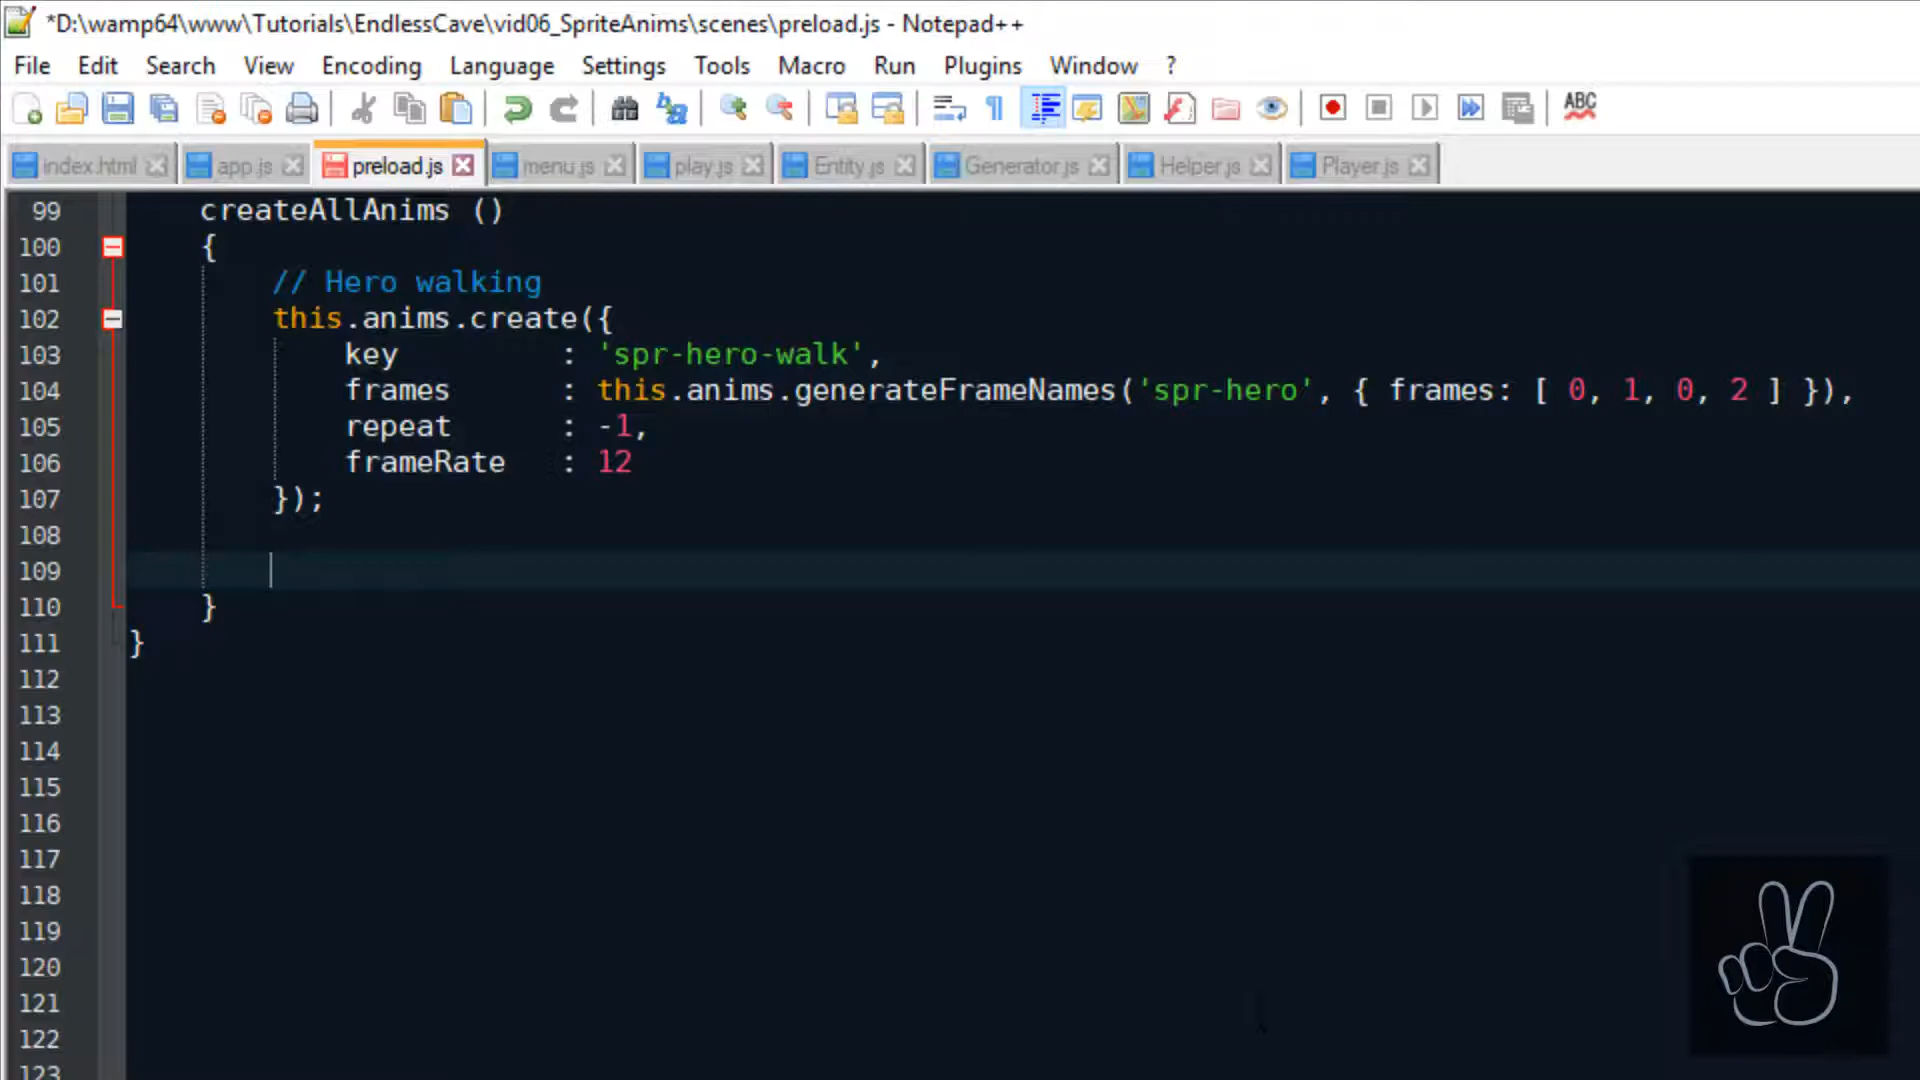 *D:\wamp64\www\Tutorials\EndlessCave\vid06_SpriteAnims\scenes\preload.js - Notepad++
File Edit Search View Encoding Language Settings Tools Macro Run Plugins Window ?
ABC
index.html app.js preload.js menu.js play.js Entity.js Generator.js Helper.js Player.js
99 createAllAnims ()
100 {
101 // Hero walking
102 this.anims.create({
103 key : 'spr-hero-walk',
104 frames : this.anims.generateFrameNames('spr-hero', { frames: [ 0, 1, 0, 2 ] }),
105 repeat : -1,
106 frameRate : 12
107 });
108
109
110 }
111 }
112
113
114
115
116
117
118
119
120
121
122
123